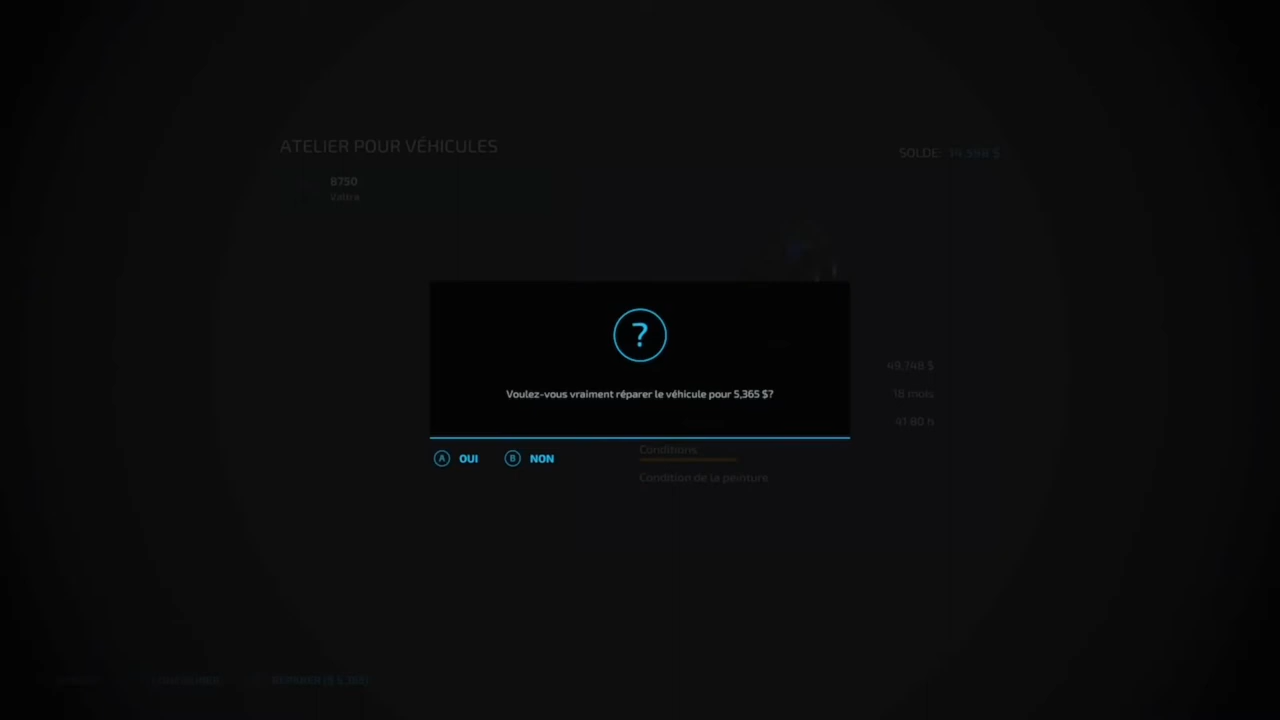 ATELIER POUR VÉHICULES
SOLDE:
8750
Valtra
?
Voulez-vous vraiment réparer le véhicule pour 5,365 $?
49,748 $
18 mois
41:80 h
Conditions
A OUI B NON
Condition de la peinture